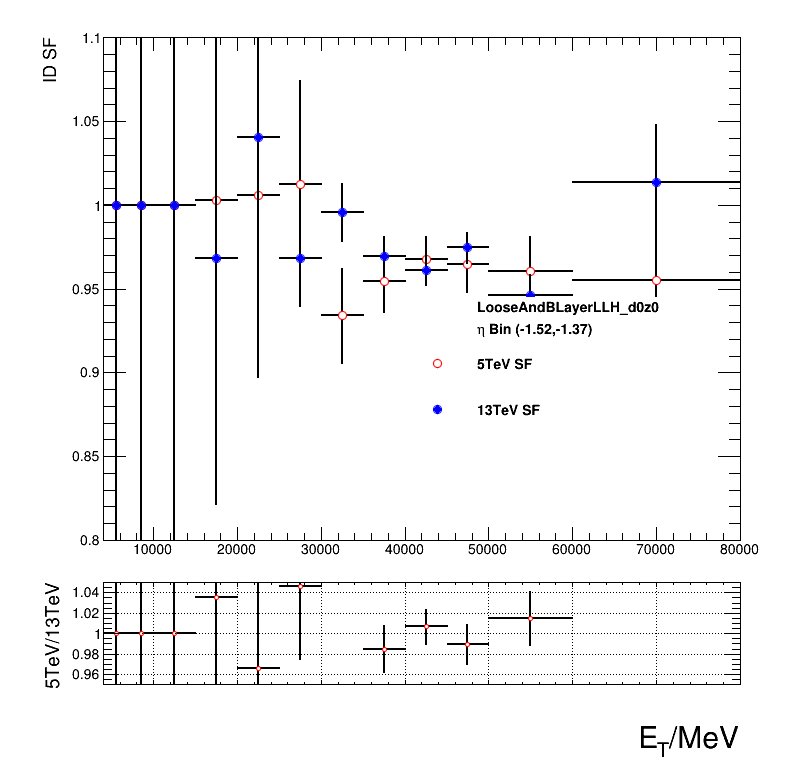 ID SF
1.1
1.05
1
0.95
0.9
0.85
0.8
LooseAndBLayerLLH_d0z0
η Bin (-1.52,-1.37)
5TeV SF
13TeV SF
10000 20000 30000 40000 50000 60000 70000 80000
5TeV/13TeV
1.04
1.02
1
0.98
0.96
E_T/MeV